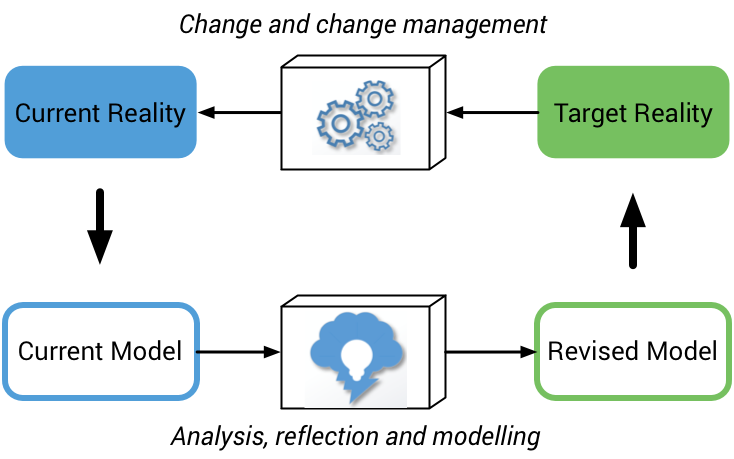 Change and change management
Current Reality
Target Reality
Current Model
Revised Model
Analysis, reflection and modelling